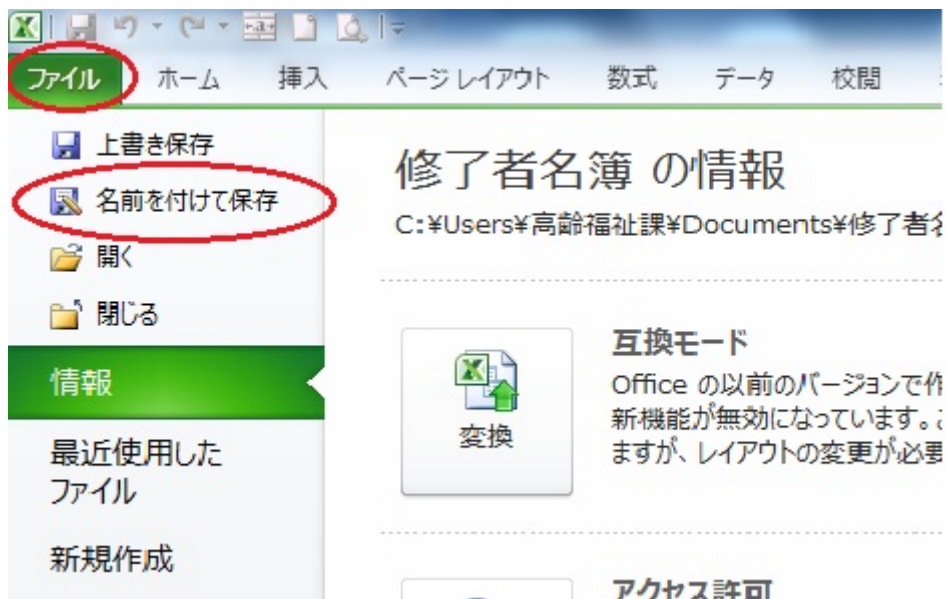 ファイル ホーム 挿入 ページ レイアウト 数式 データ 校閲
上書き保存
名前を付けて保存
開く
閉じる
情報
最近使用した
ファイル
新規作成
修了者名簿 の情報
C:¥Users¥高齢福祉課¥Documents¥修了者名
変換
互換モード
Office の以前のバージョンで作
新機能が無効になっています。
ますが、レイアウトの変更が必要
アクセス許可